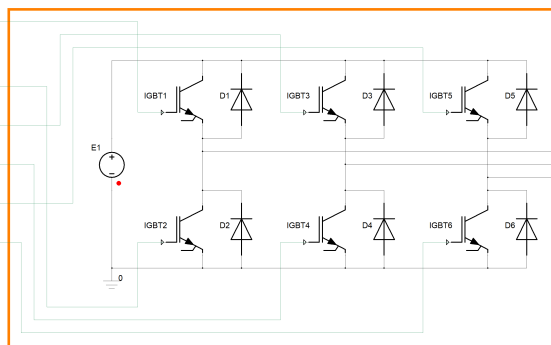 IGBT1 D1 IGBT3 D3 IGBT5 D5
E1
+
−
IGBT2 D2 IGBT4 D4 IGBT6 D6
0